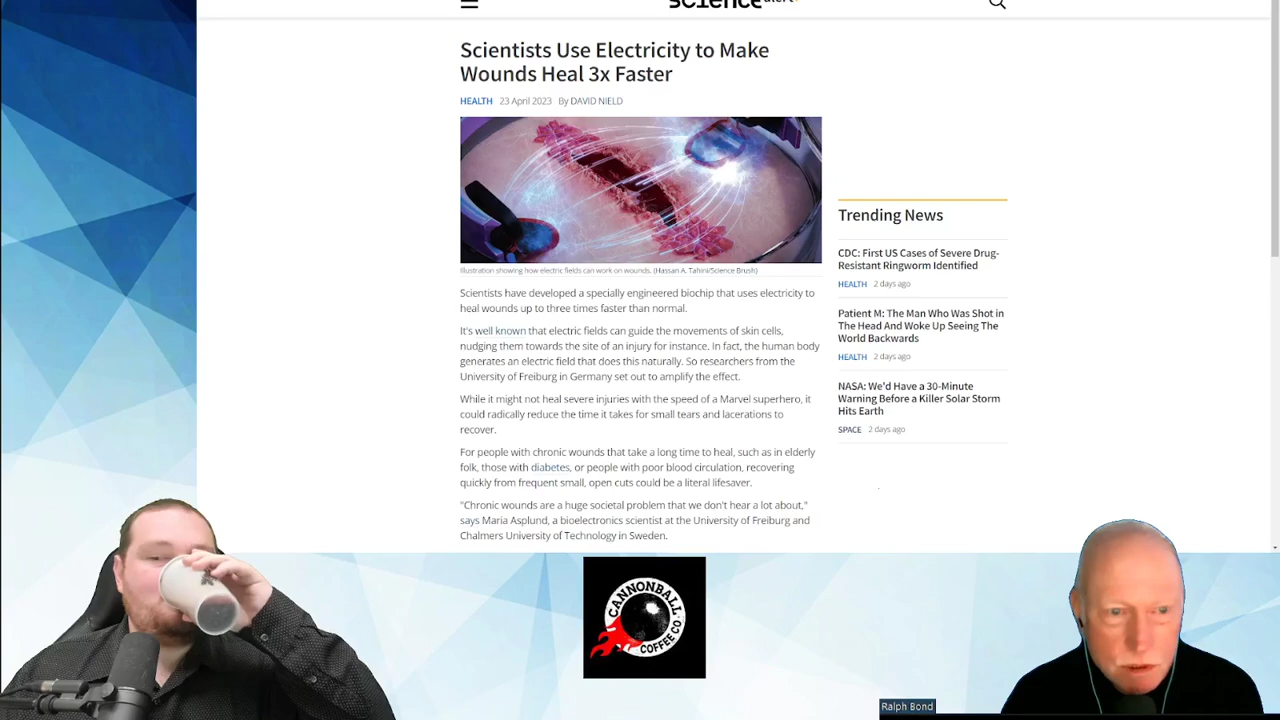 science alert
Scientists Use Electricity to Make
Wounds Heal 3x Faster
HEALTH 23 April 2023 By DAVID NIELD
Illustration showing how electric fields can work on wounds. (Hassan A. Tahini/Science Brush)
Scientists have developed a specially engineered biochip that uses electricity to
heal wounds up to three times faster than normal.
It's well known that electric fields can guide the movements of skin cells,
nudging them towards the site of an injury for instance. In fact, the human body
generates an electric field that does this naturally. So researchers from the
University of Freiburg in Germany set out to amplify the effect.
While it might not heal severe injuries with the speed of a Marvel superhero, it
could radically reduce the time it takes for small tears and lacerations to
recover.
For people with chronic wounds that take a long time to heal, such as in elderly
folk, those with diabetes, or people with poor blood circulation, recovering
quickly from frequent small, open cuts could be a literal lifesaver.
"Chronic wounds are a huge societal problem that we don't hear a lot about,"
says Maria Asplund, a bioelectronics scientist at the University of Freiburg and
Chalmers University of Technology in Sweden.
Trending News
CDC: First US Cases of Severe Drug-
Resistant Ringworm Identified
HEALTH 2 days ago
Patient M: The Man Who Was Shot in
The Head And Woke Up Seeing The
World Backwards
HEALTH 2 days ago
NASA: We'd Have a 30-Minute
Warning Before a Killer Solar Storm
Hits Earth
SPACE 2 days ago
CANNONBALL
COFFEE CO.
Ralph Bond